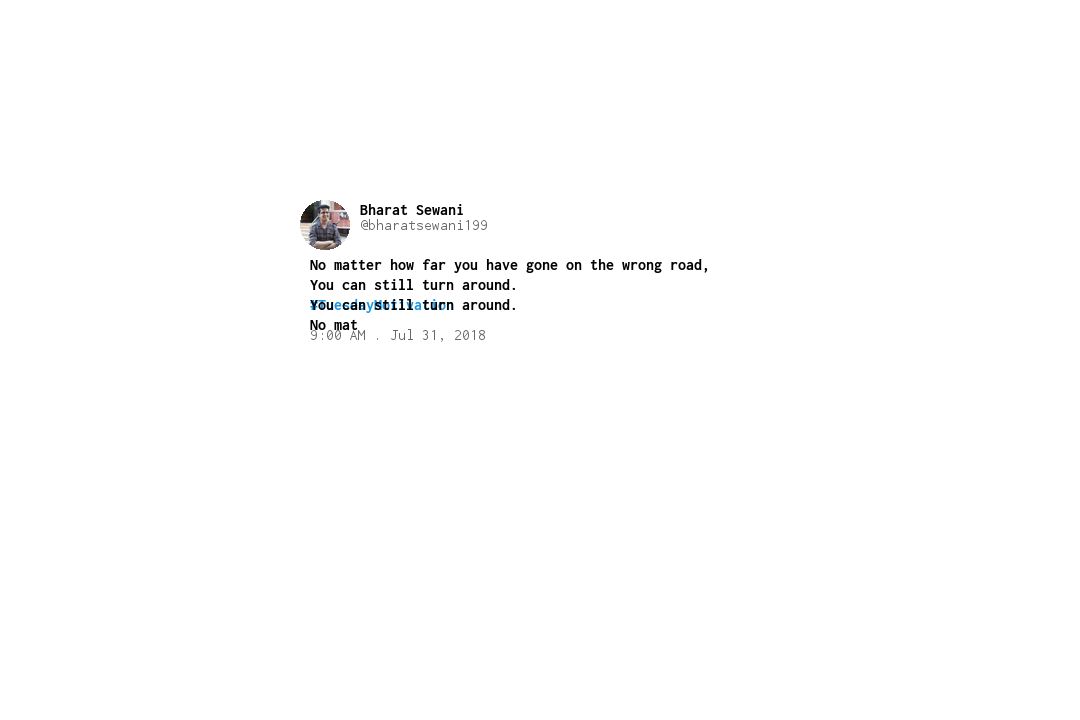 Bharat Sewani
@bharatsewani199
No matter how far you have gone on the wrong road,
You can still turn around.
You can still turn around.
No mat
9:00 AM . Jul 31, 2018